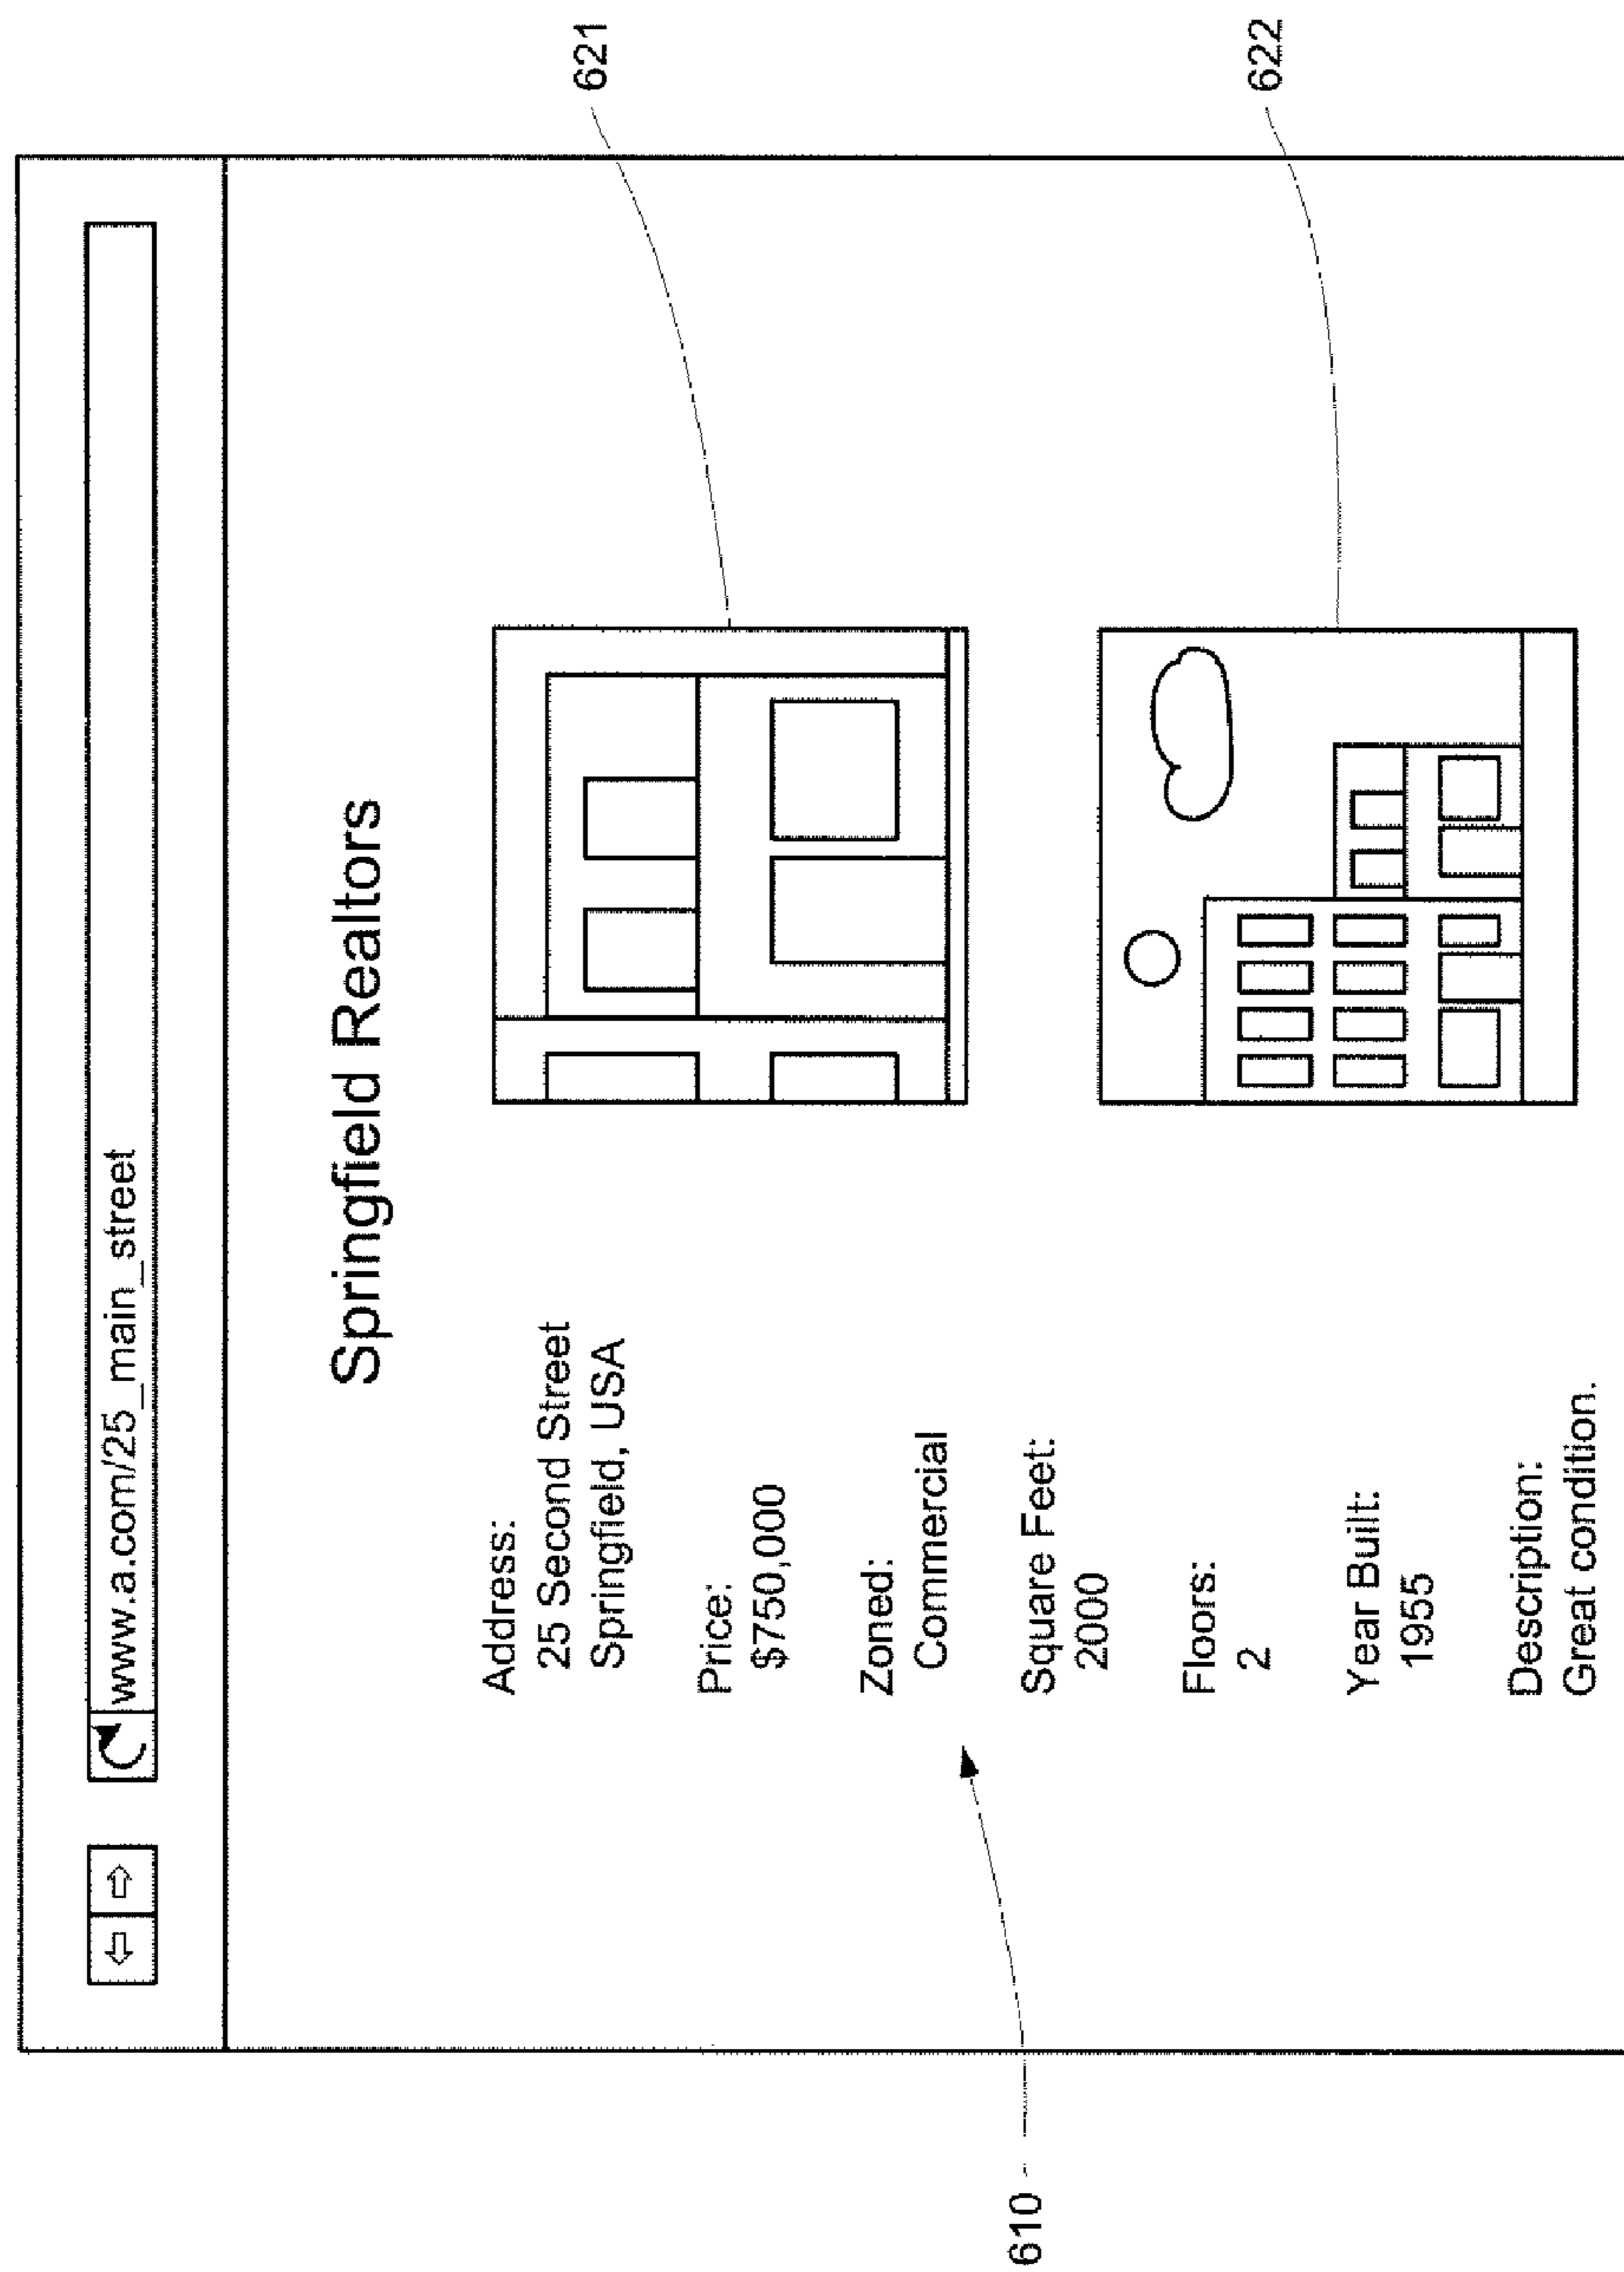 www.a.com/25_main_street
Springfield Realtors
Address:
25 Second Street
Springfield, USA
Price:
$750,000
Zoned:
Commercial
Square Feet:
2000
Floors:
2
Year Built:
1955
Description:
Great condition.
610
621
622